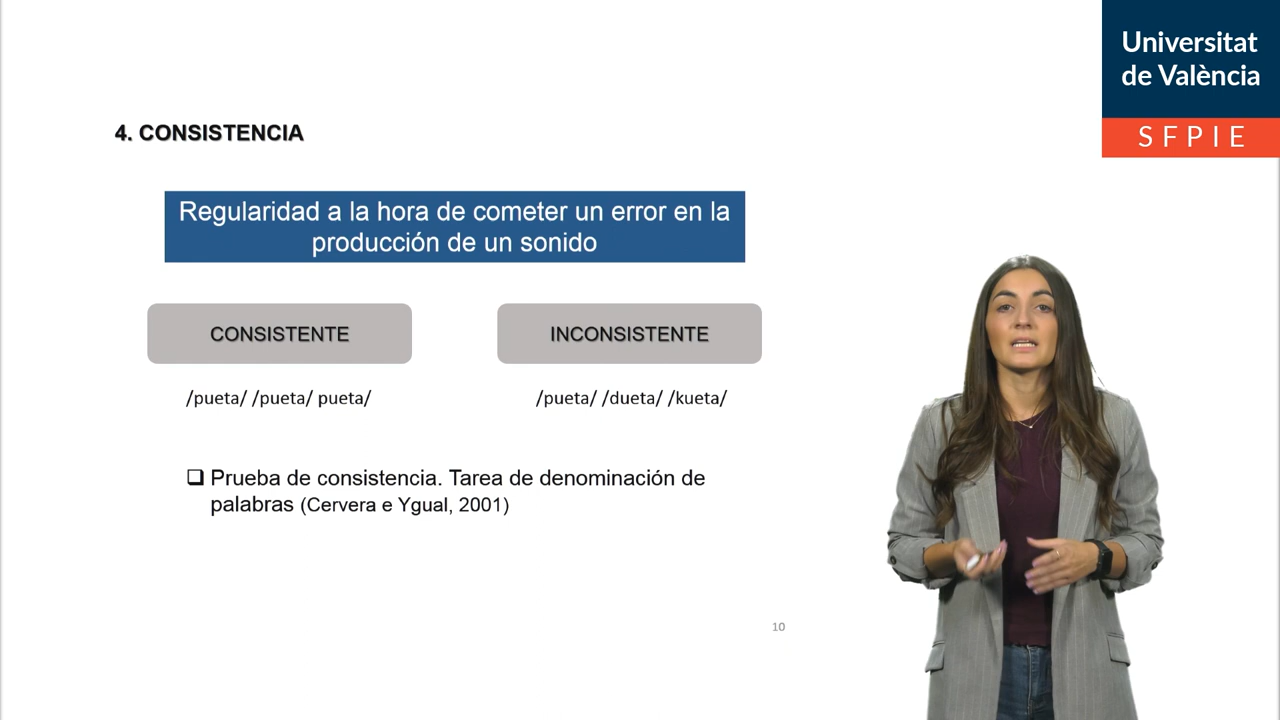 Universitat
de València
SFPIE
4. CONSISTENCIA
Regularidad a la hora de cometer un error en la
producción de un sonido
CONSISTENTE
INCONSISTENTE
/pueta/ /pueta/ pueta/
/pueta/ /dueta/ /kueta/
❑ Prueba de consistencia. Tarea de denominación de
palabras (Cervera e Ygual, 2001)
10